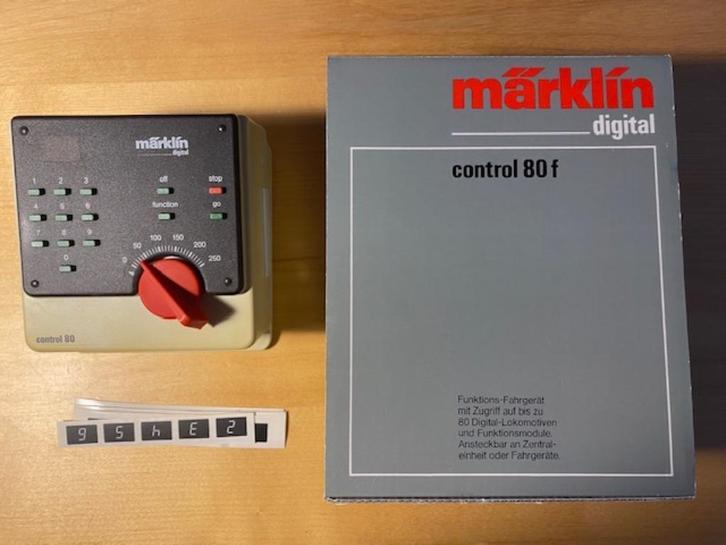 märklin
digital
1 2 3
4 5 6
7 8 9
0
off stop
function go
0 50 100 150 200 250
control 80
märklin
digital
control 80 f
Funktions-Fahrgerät
mit Zugriff auf bis zu
80 Digital-Lokomotiven
und Funktionsmodule.
Ansteckbar an Zentral-
einheit oder Fahrgeräte.